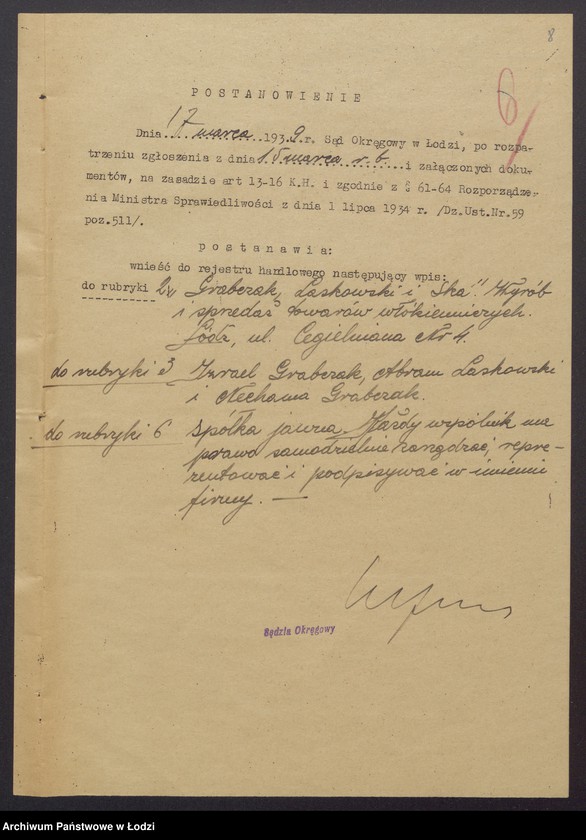 8
6/
POSTANOWIENIE
Dnia 17 marca 1939.r. Sąd Okręgowy w Łodzi, po rozpa-
trzeniu zgłoszenia z dnia 15 marca r.b. i załączonych doku-
mentów, na zasadzie art 13-16 K.H. i zgodnie z § 61-64 Rozporządze-
nia Ministra Sprawiedliwości z dnia 1 lipca 1934 r. /Dz.Ust.Nr.59
poz.511/.
postanawia:
wnieść do rejestru handlowego następujący wpis:
do rubryki 2, Grabczak, Laskowski i Ska". Wyrób
i sprzedaż towarów włókienniczych.
Łódź, ul. Cegielniana Nr 4.
do rubryki 3 Izrael Grabczak, Abram Laskowski
i Nechama Grabczak.
do rubryki 6 Spółka jawna. Każdy wspólnik ma
prawo samodzielnie zarządzać, repre-
zentować i podpisywać w imieniu
firmy. —
Sędzia Okręgowy
Archiwum Państwowe w Łodzi